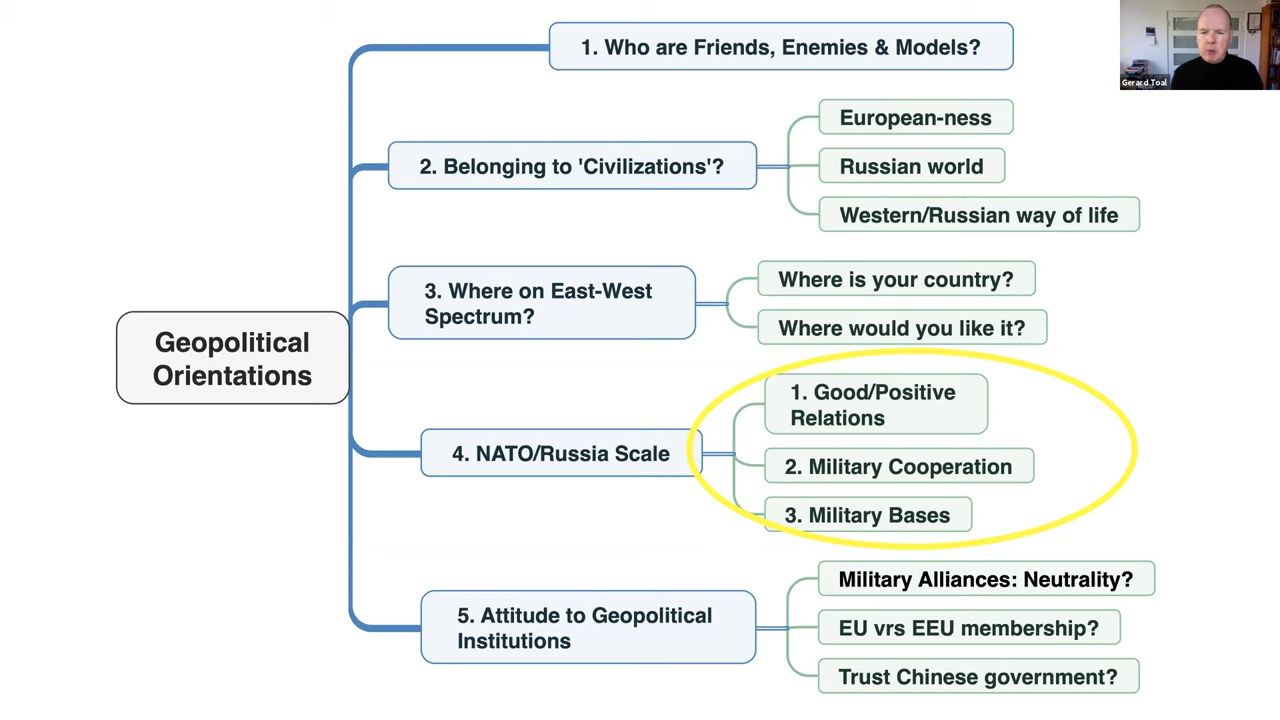 Gerard Toal
1. Who are Friends, Enemies & Models?
2. Belonging to 'Civilizations'?
European-ness
Russian world
Western/Russian way of life
3. Where on East-West
Spectrum?
Where is your country?
Where would you like it?
Geopolitical
Orientations
4. NATO/Russia Scale
1. Good/Positive
Relations
2. Military Cooperation
3. Military Bases
5. Attitude to Geopolitical
Institutions
Military Alliances: Neutrality?
EU vrs EEU membership?
Trust Chinese government?